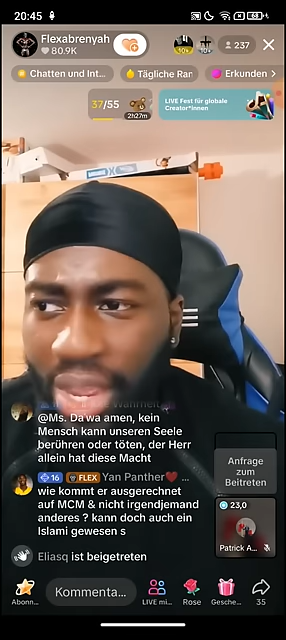 20:45
68
Flexabrenyah
80.9K
10+
10+
237
Chatten und Int...
Tägliche Ran
Erkunden >
37/55
2h27m
LIVE Fest für globale
Creator*innen
@Ms. Da wa amen, kein
Mensch kann unseren Seele
berühren oder töten, der Herr
allein hat diese Macht
16 FLEX Yan Panther ...
wie kommt er ausgerechnet
auf MCM & nicht irgendjemand
anderes ? kann doch auch ein
Islami gewesen s
Eliasq ist beigetreten
Anfrage
zum
Beitreten
23,0
Patrick A...
Abonn...
Kommenta...
LIVE mi...
Rose
Gesche...
35